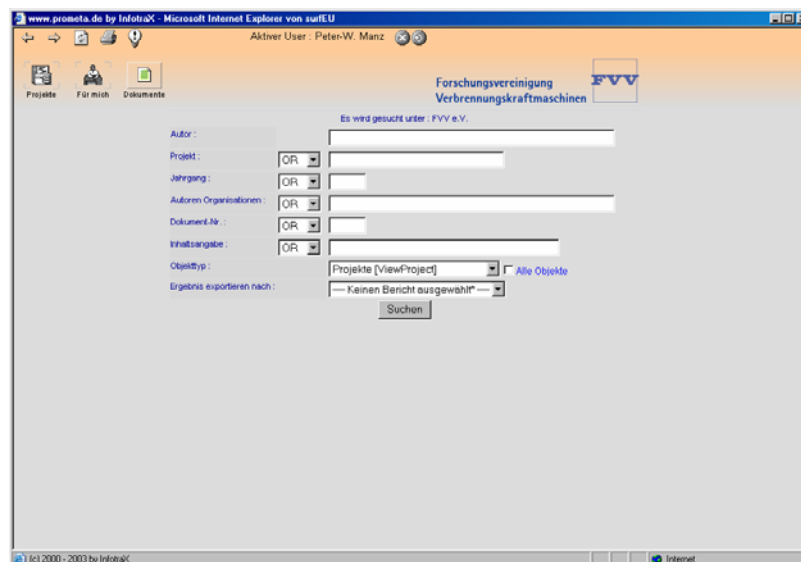 www.prometa.de by InfotraX - Microsoft Internet Explorer von surfEU
Aktiver User : Peter-W. Manz
Projekte
Für mich
Dokumente
Forschungsvereinigung
Verbrennungskraftmaschinen
FVV
Es wird gesucht unter : FVV e.V.
Autor :
Projekt : OR
Jahrgang : OR
Autoren Organisationen : OR
Dokument-Nr. : OR
Inhaltsangabe : OR
Objekttyp : Projekte [ViewProject] Alle Objekte
Ergebnis exportieren nach : ---- Keinen Bericht ausgewählt* ----
Suchen
(c) 2000 - 2003 by InfotraX
Internet